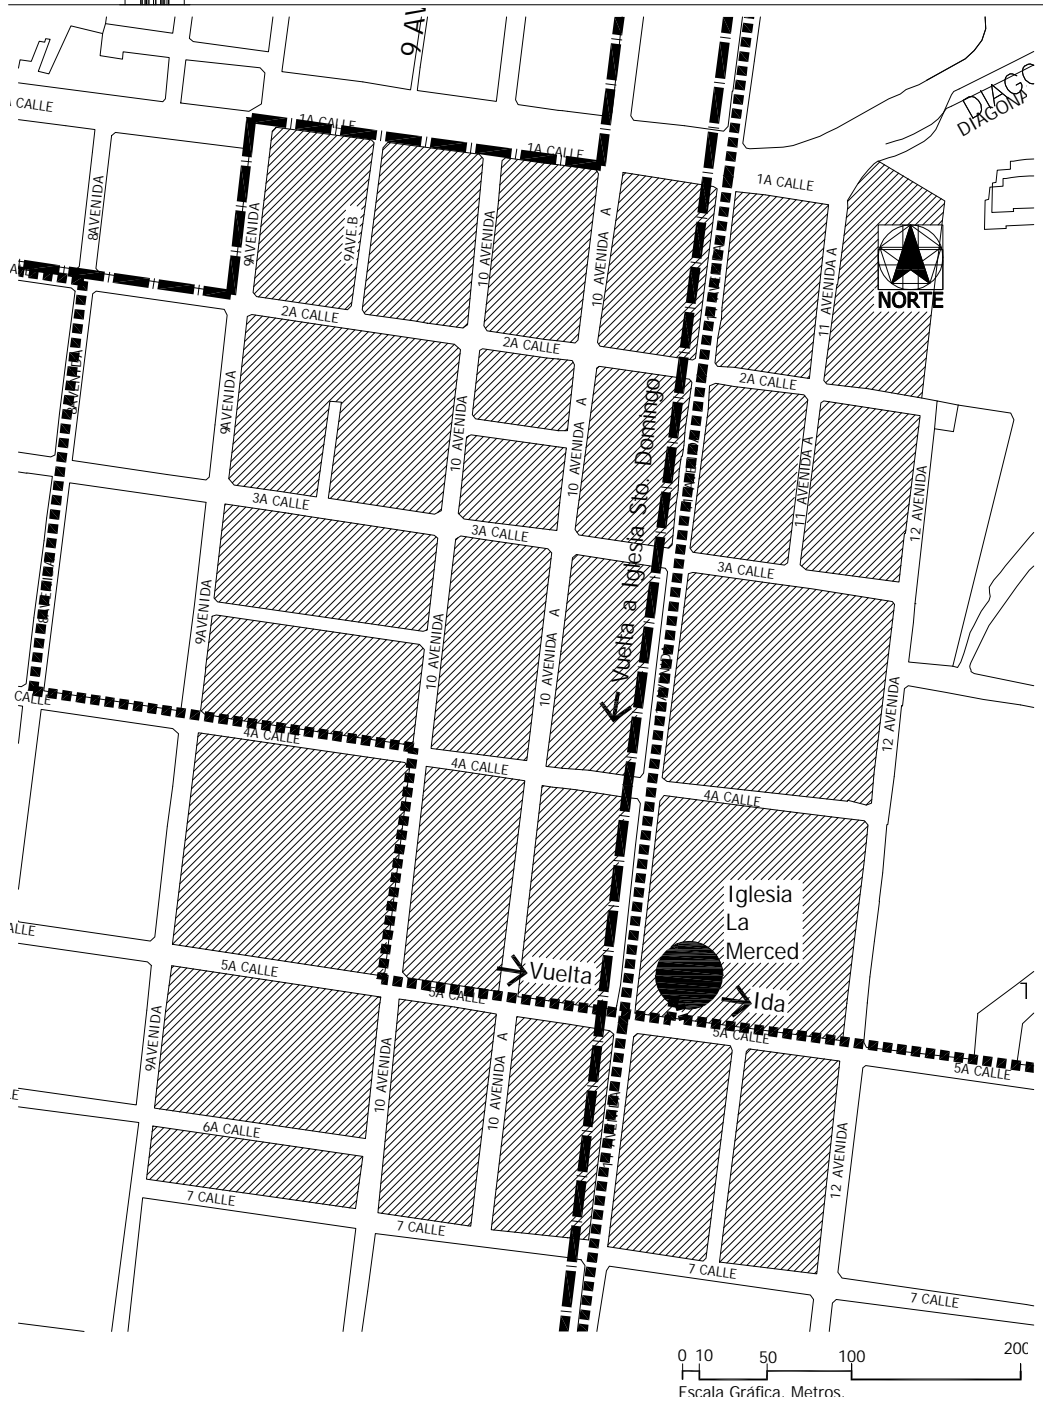 9 AV
DIAGO
DIAGONA
CALLE
1A CALLE
1A CALLE
1A CALLE
8AVENIDA
9AVENIDA
9AVE.B
10 AVENIDA
10 AVENIDA A
11 AVENIDA A
NORTE
2A CALLE
2A CALLE
2A CALLE
8AVENIDA
9AVENIDA
10 AVENIDA
10 AVENIDA A
Vuelta a Iglesia Sto. Domingo
11 AVENIDA A
12 AVENIDA
3A CALLE
3A CALLE
3A CALLE
8AVENIDA
9AVENIDA
10 AVENIDA
10 AVENIDA A
12 AVENIDA
CALLE
4A CALLE
4A CALLE
4A CALLE
Iglesia
La
Merced
ALLE
5A CALLE
Vuelta
Ida
5A CALLE
5A CALLE
5A CALLE
9AVENIDA
10 AVENIDA
10 AVENIDA A
12 AVENIDA
LE
6A CALLE
7 CALLE
7 CALLE
7 CALLE
7 CALLE
0 10 50 100 200
Escala Gráfica. Metros.